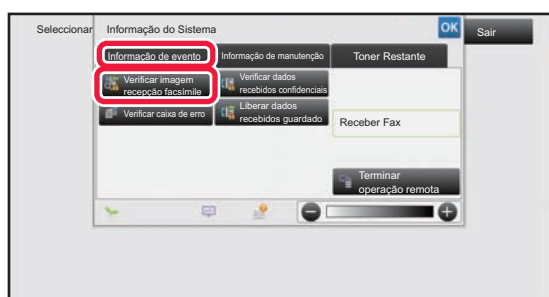 Seleccionar
Informação do Sistema
OK
Sair
Informação de evento
Informação de manutenção
Toner Restante
Verificar imagem
recepção facsímile
Verificar dados
recebidos confidenciais
Verificar caixa de erro
Liberar dados
recebidos guardado
Receber Fax
Terminar
operação remota